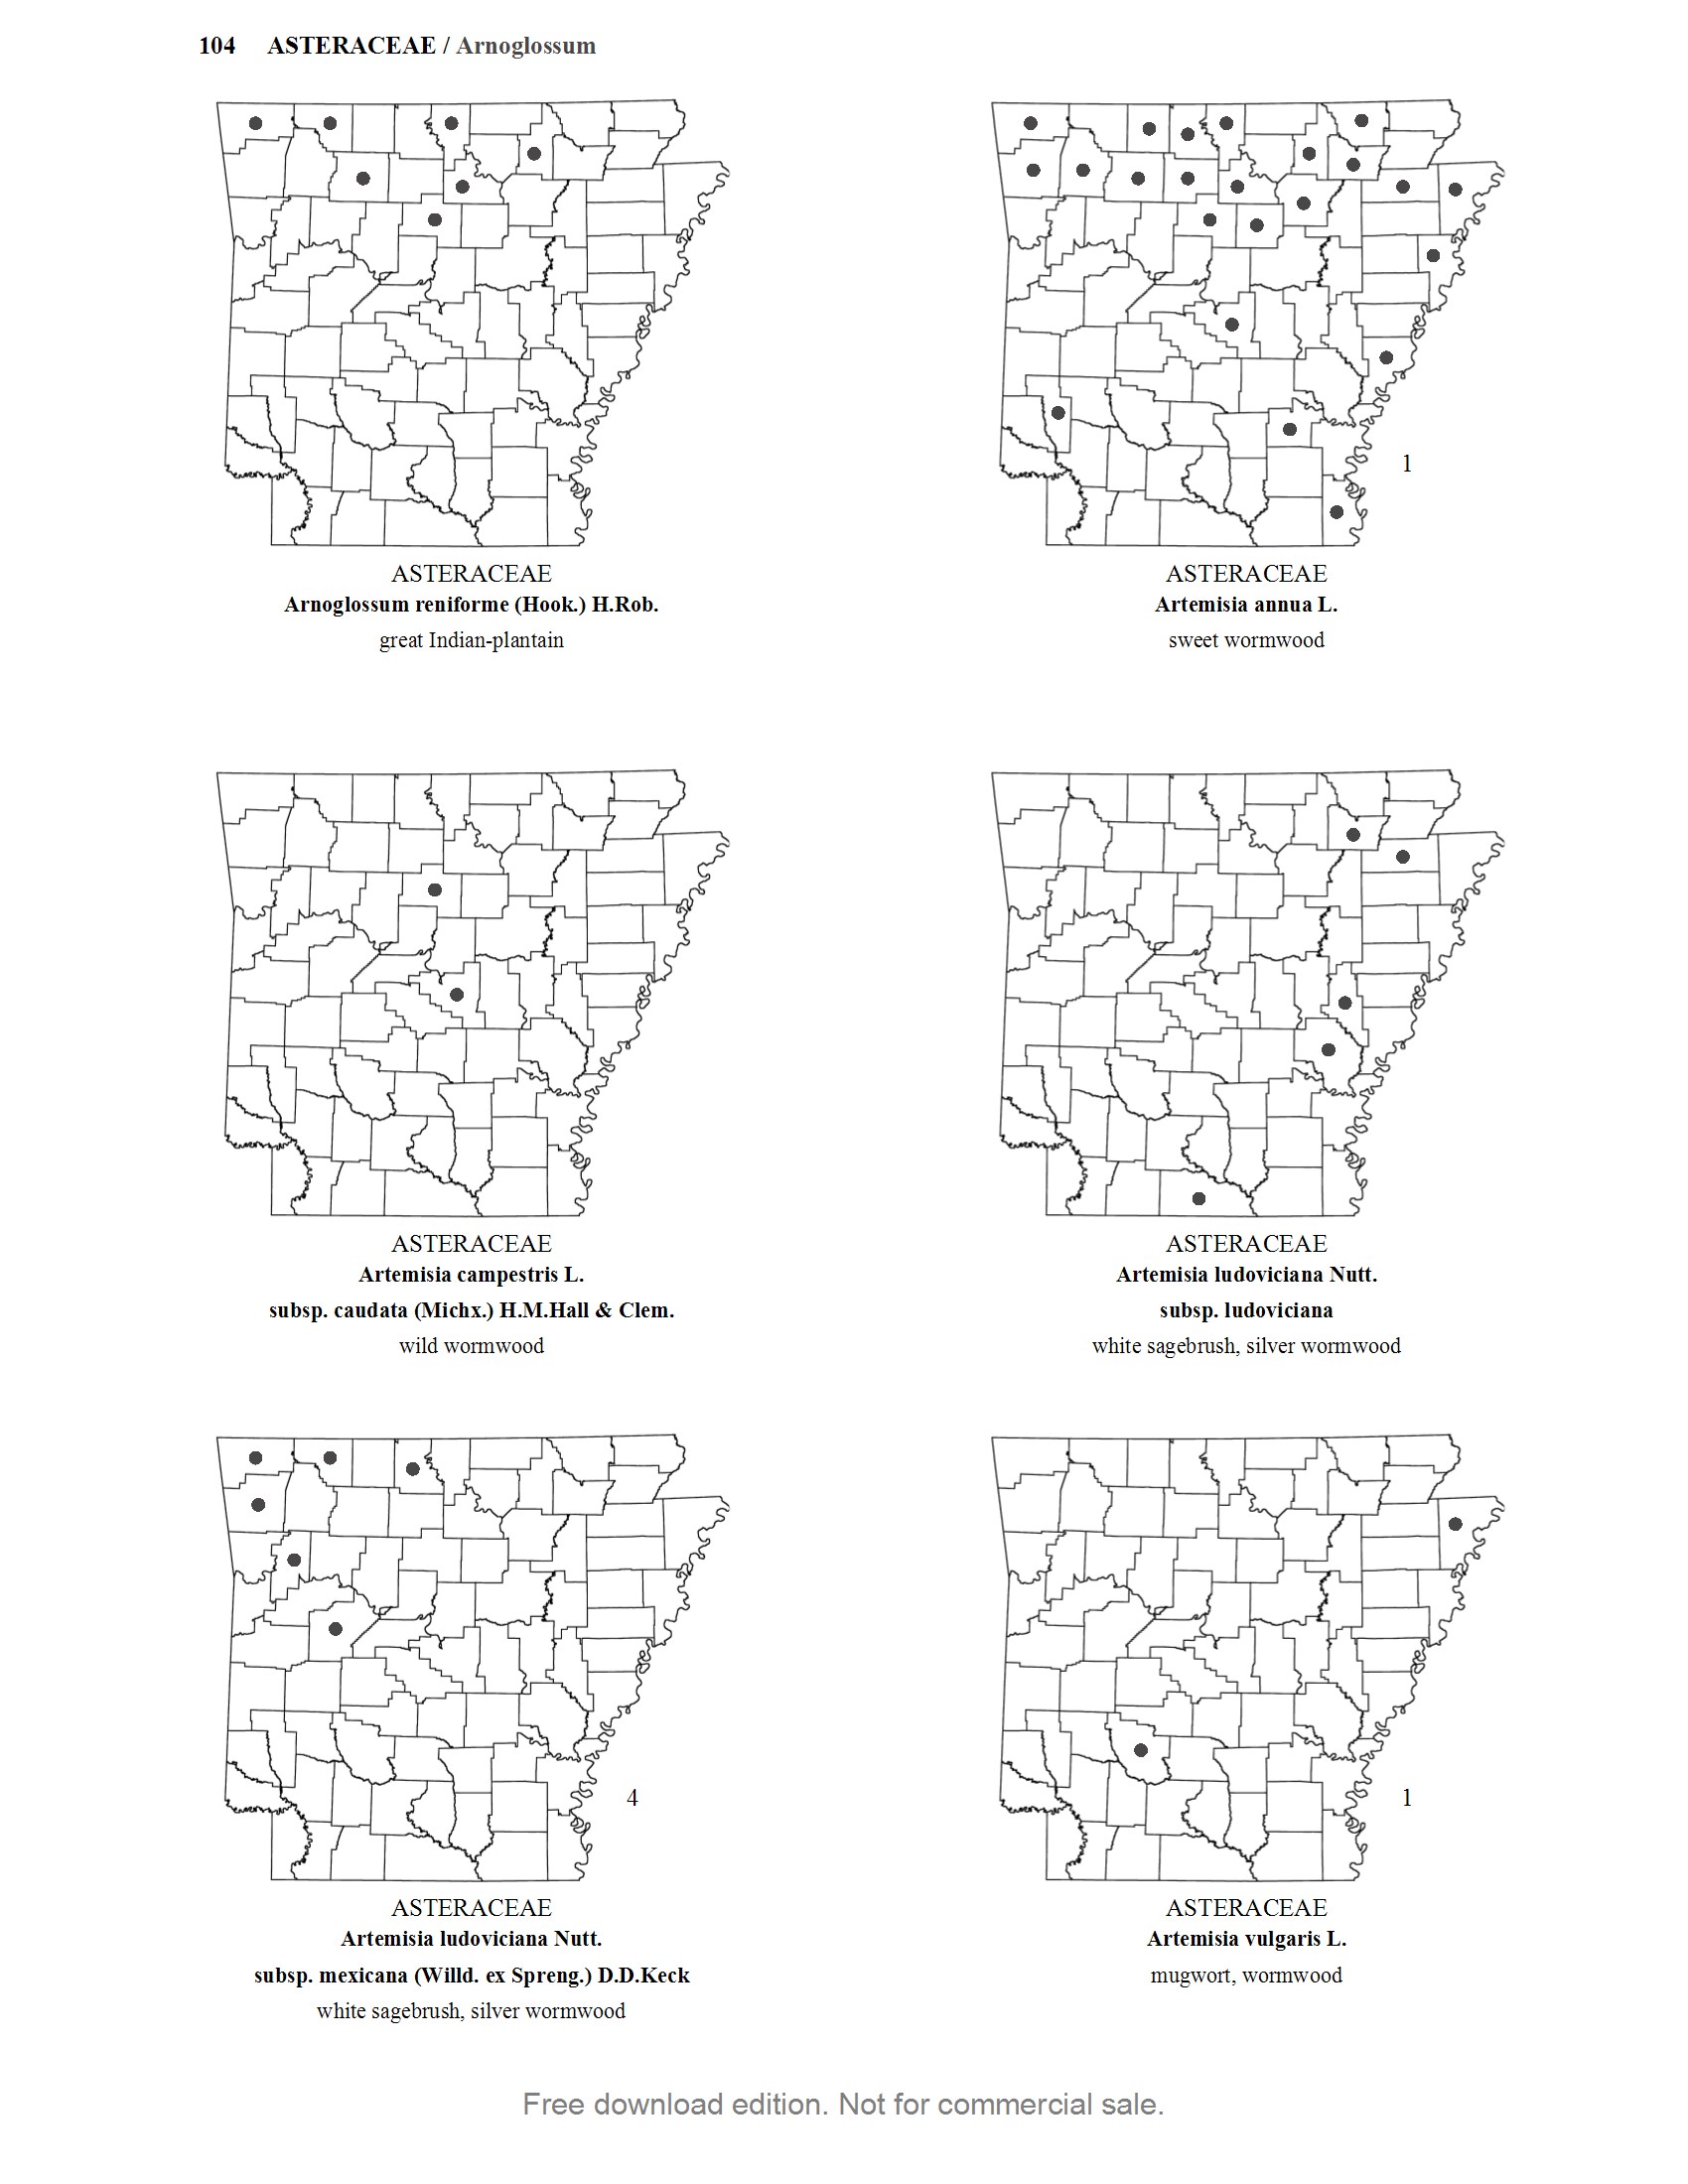 104 ASTERACEAE / Arnoglossum
ASTERACEAE
Arnoglossum reniforme (Hook.) H.Rob.
great Indian-plantain
1
ASTERACEAE
Artemisia annua L.
sweet wormwood
ASTERACEAE
Artemisia campestris L.
subsp. caudata (Michx.) H.M.Hall & Clem.
wild wormwood
ASTERACEAE
Artemisia ludoviciana Nutt.
subsp. ludoviciana
white sagebrush, silver wormwood
4
ASTERACEAE
Artemisia ludoviciana Nutt.
subsp. mexicana (Willd. ex Spreng.) D.D.Keck
white sagebrush, silver wormwood
1
ASTERACEAE
Artemisia vulgaris L.
mugwort, wormwood
Free download edition. Not for commercial sale.